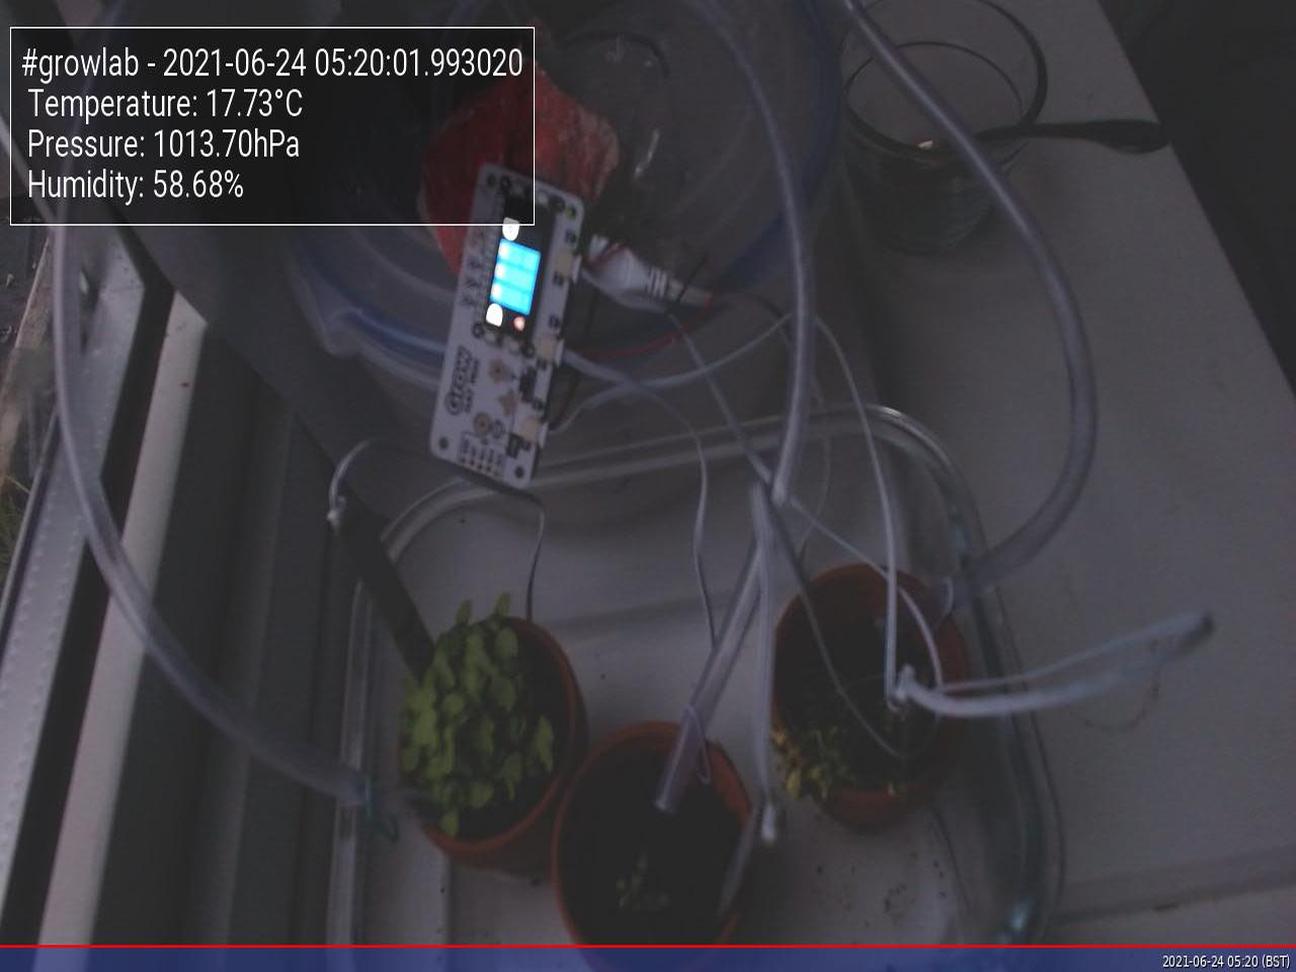 #growlab - 2021-06-24 05:20:01.993020
Temperature: 17.73°C
Pressure: 1013.70hPa
Humidity: 58.68%
GROW
2021-06-24 05:20 (BST)